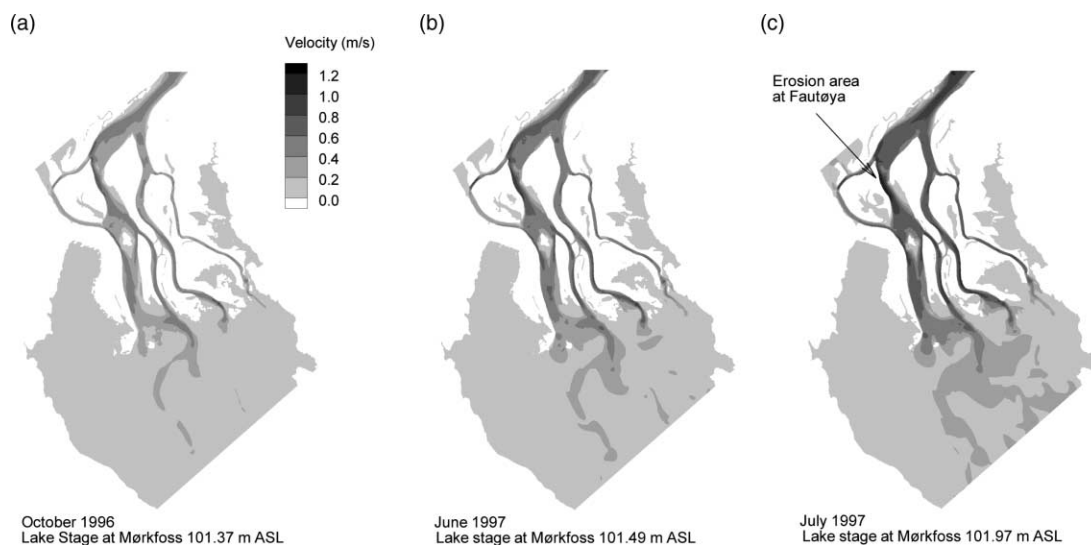 (a)
Velocity (m/s)
1.2
1.0
0.8
0.6
0.4
0.2
0.0
October 1996
Lake Stage at Mørkfoss 101.37 m ASL
(b)
June 1997
Lake stage at Mørkfoss 101.49 m ASL
(c)
Erosion area
at Fautøya
July 1997
Lake stage at Mørkfoss 101.97 m ASL